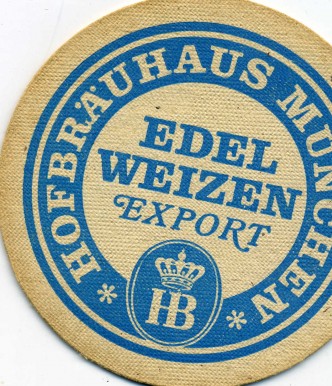 HOFBRÄUHAUS MÜNCHEN
EDEL
WEIZEN
EXPORT
HB